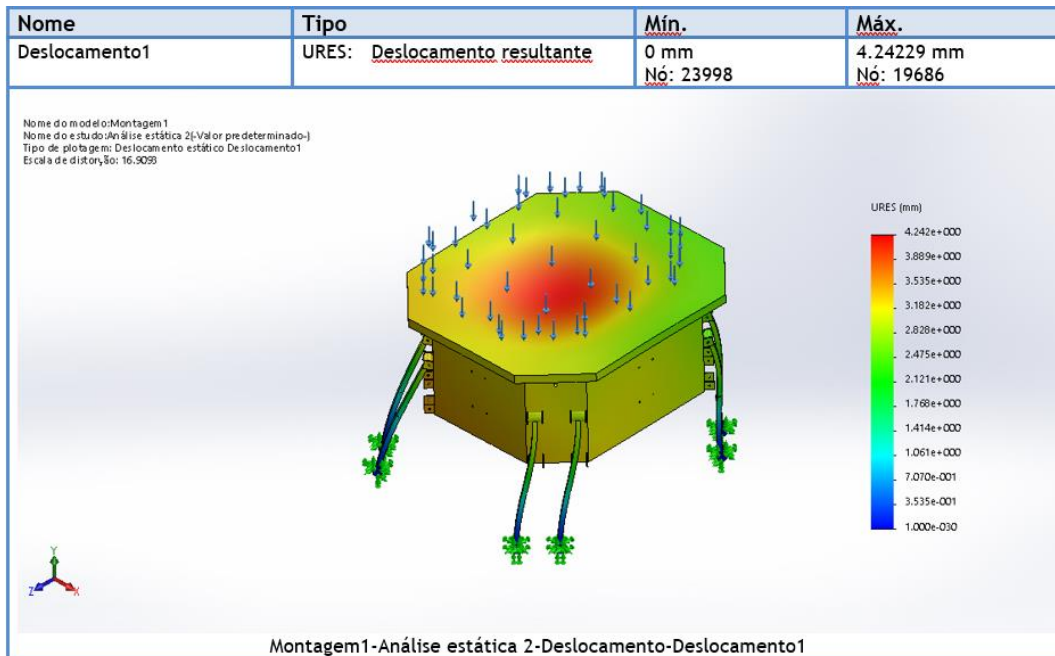 Nome Tipo Mín. Máx.
Deslocamento1 URES: Deslocamento resultante 0 mm 4.24229 mm
Nó: 23998 Nó: 19686
Nome do modelo:Montagem1
Nome do estudo:Análise estática 2(-Valor predeterminado-)
Tipo de plotagem: Deslocamento estático Deslocamento1
Escala de distorção: 16.9093
URES (mm)
4.242e+000
3.889e+000
3.535e+000
3.182e+000
2.828e+000
2.475e+000
2.121e+000
1.768e+000
1.414e+000
1.061e+000
7.070e-001
3.535e-001
1.000e-030
Y
Z X
Montagem1-Análise estática 2-Deslocamento-Deslocamento1